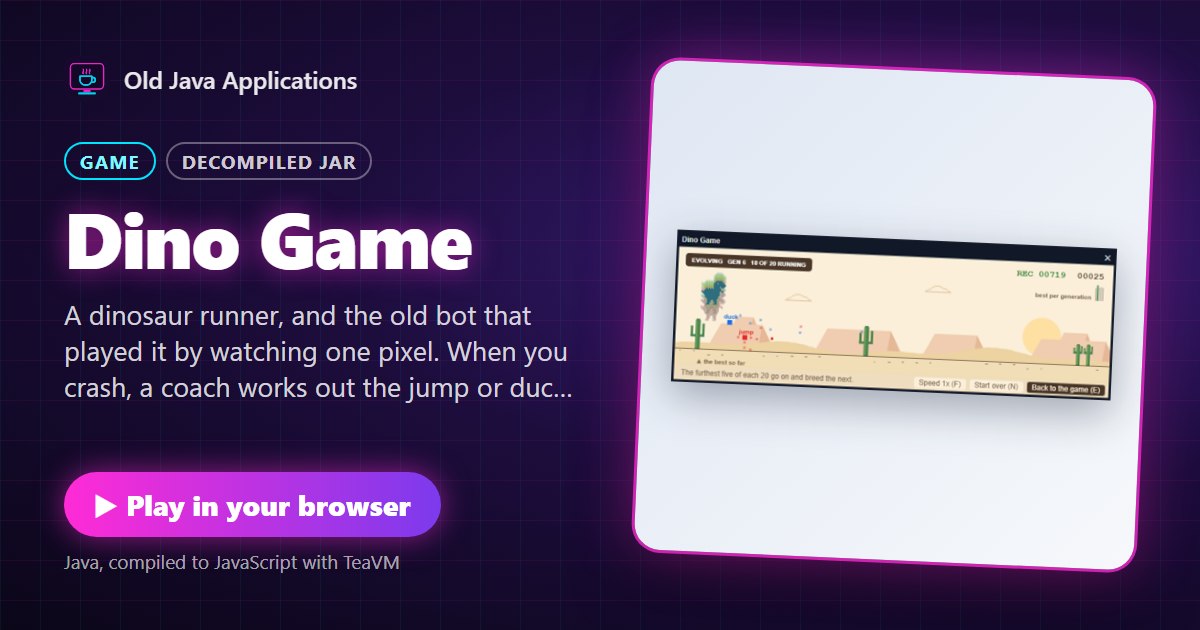 Old Java Applications
GAME
DECOMPILED JAR
Dino Game
A dinosaur runner, and the old bot that
played it by watching one pixel. When you
crash, a coach works out the jump or duc...
▶ Play in your browser
Java, compiled to JavaScript with TeaVM
Dino Game
EVOLVING GEN 6 18 OF 20 RUNNING
REC 00719 00025
best per generation
duck
jump
▲ the best so far
The furthest five of each 20 go on and breed the next.
Speed 1x (F)
Start over (N)
Back to the game (E)